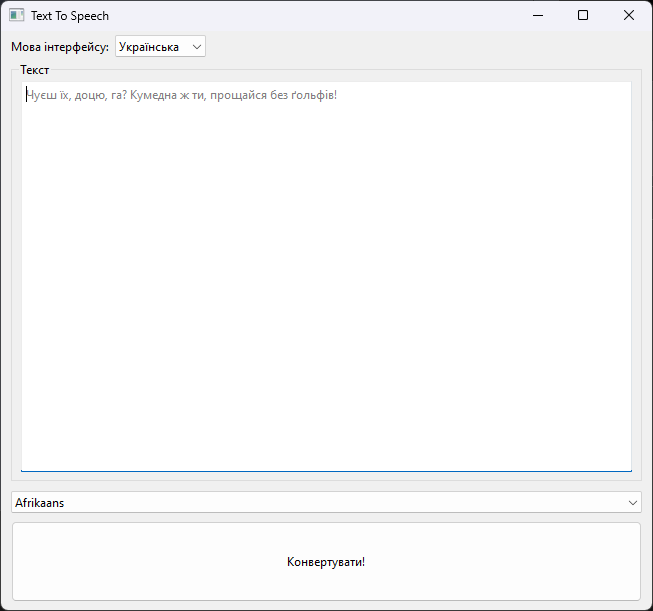 Text To Speech
Мова інтерфейсу: Українська
Текст
Чуєш їх, доцю, га? Кумедна ж ти, прощайся без ґольфів!
Afrikaans
Конвертувати!